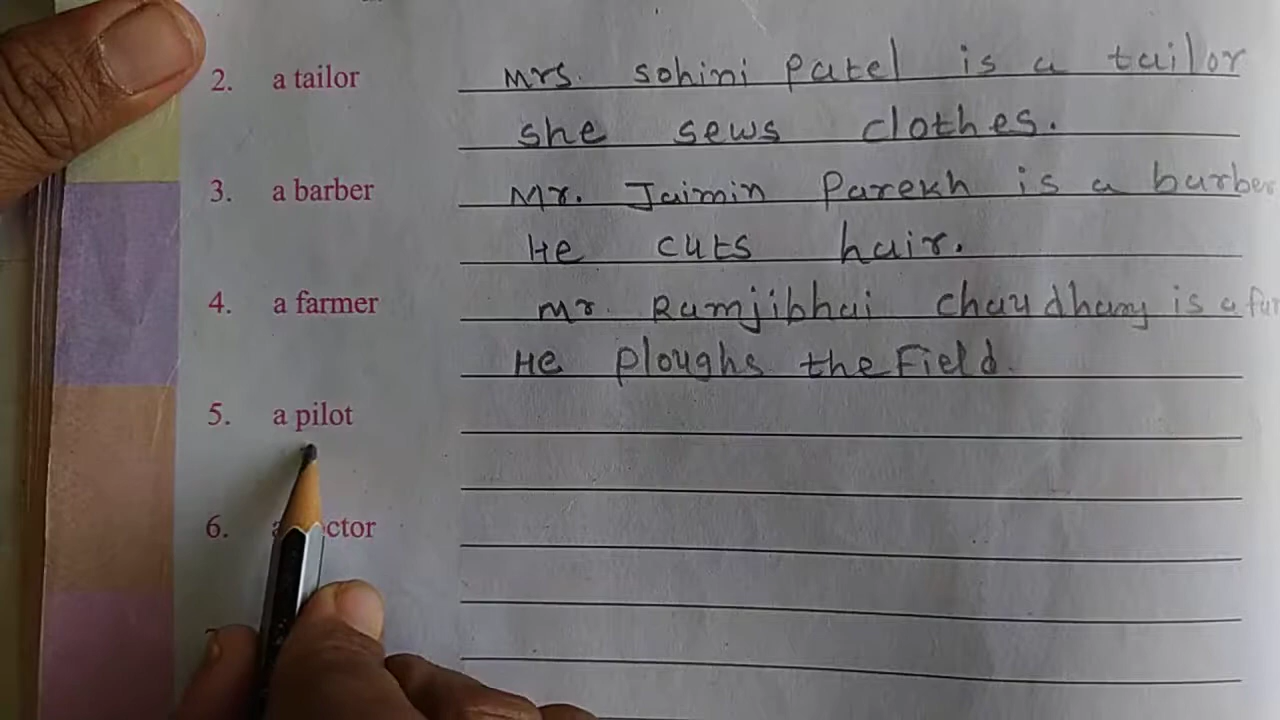 2. a tailor Mrs. sohini patel is a tailor
she sews clothes.
3. a barber Mr. Jaimin Parekh is a barber
He cuts hair.
4. a farmer mr. Ramjibhai chaudhary is a
He ploughs the Field.
5. a pilot
6.